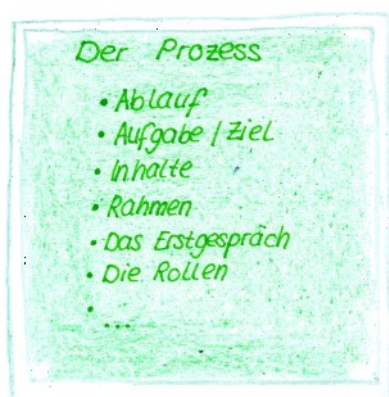 Der Prozess
• Ablauf
• Aufgabe / Ziel
• Inhalte
• Rahmen
• Das Erstgespräch
• Die Rollen
• ...